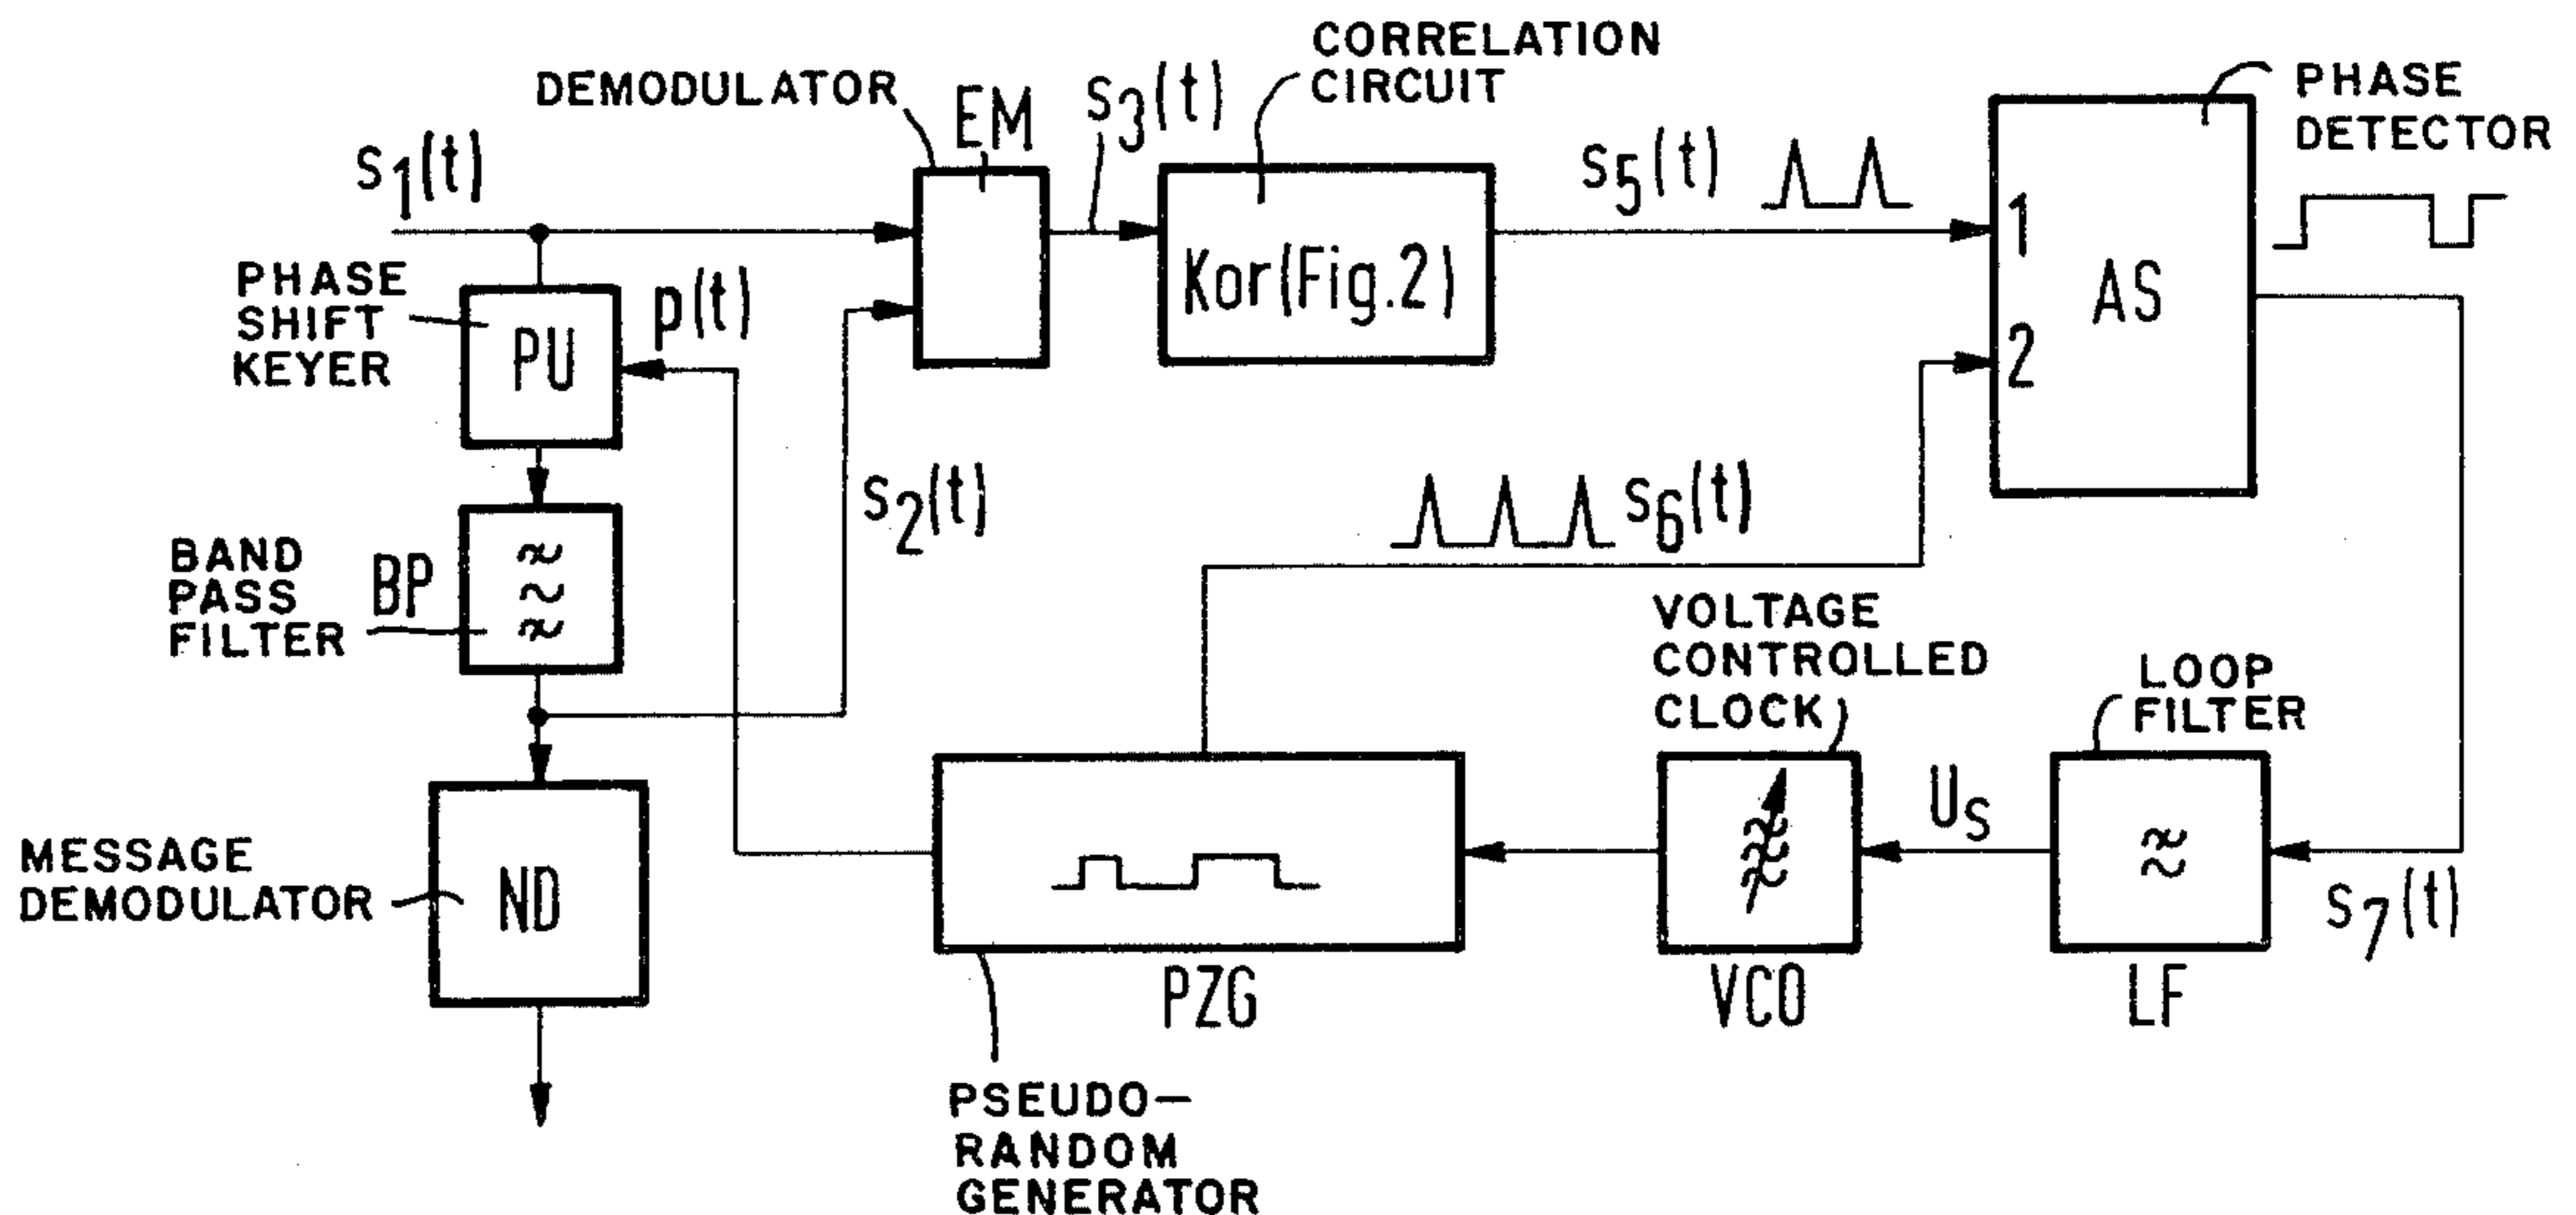 CORRELATION
CIRCUIT
DEMODULATOR
EM
s3(t)
PHASE
DETECTOR
s1(t)
s5(t)
1
2
AS
Kor(Fig.2)
PHASE
SHIFT
KEYER
PU
p(t)
s2(t)
s6(t)
BAND
PASS
FILTER
BP
VOLTAGE
CONTROLLED
CLOCK
LOOP
FILTER
US
s7(t)
MESSAGE
DEMODULATOR
ND
PZG
VCO
LF
PSEUDO-
RANDOM
GENERATOR